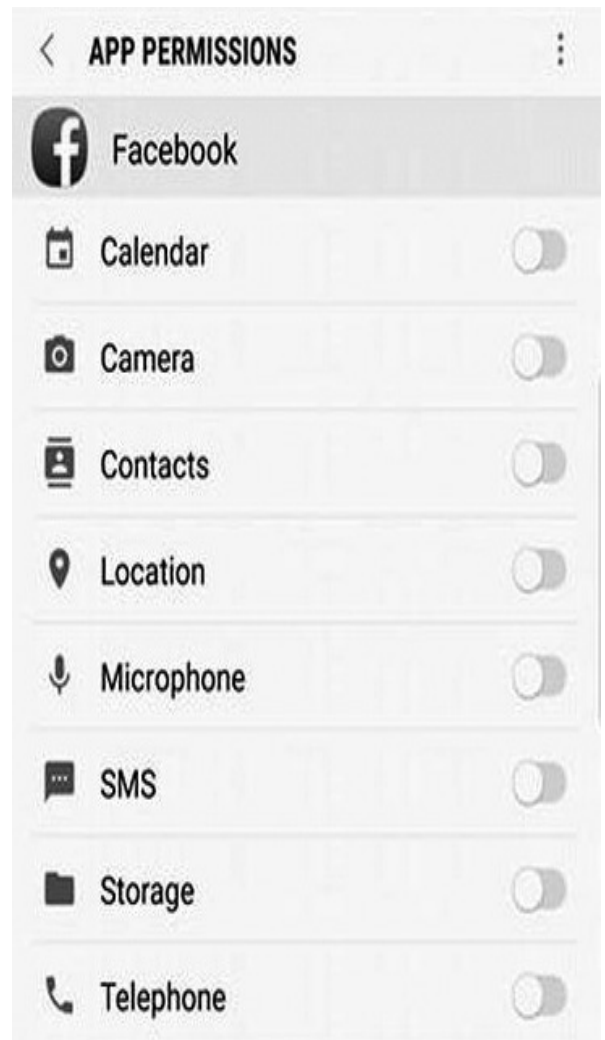 APP PERMISSIONS
Facebook
Calendar
Camera
Contacts
Location
Microphone
SMS
Storage
Telephone